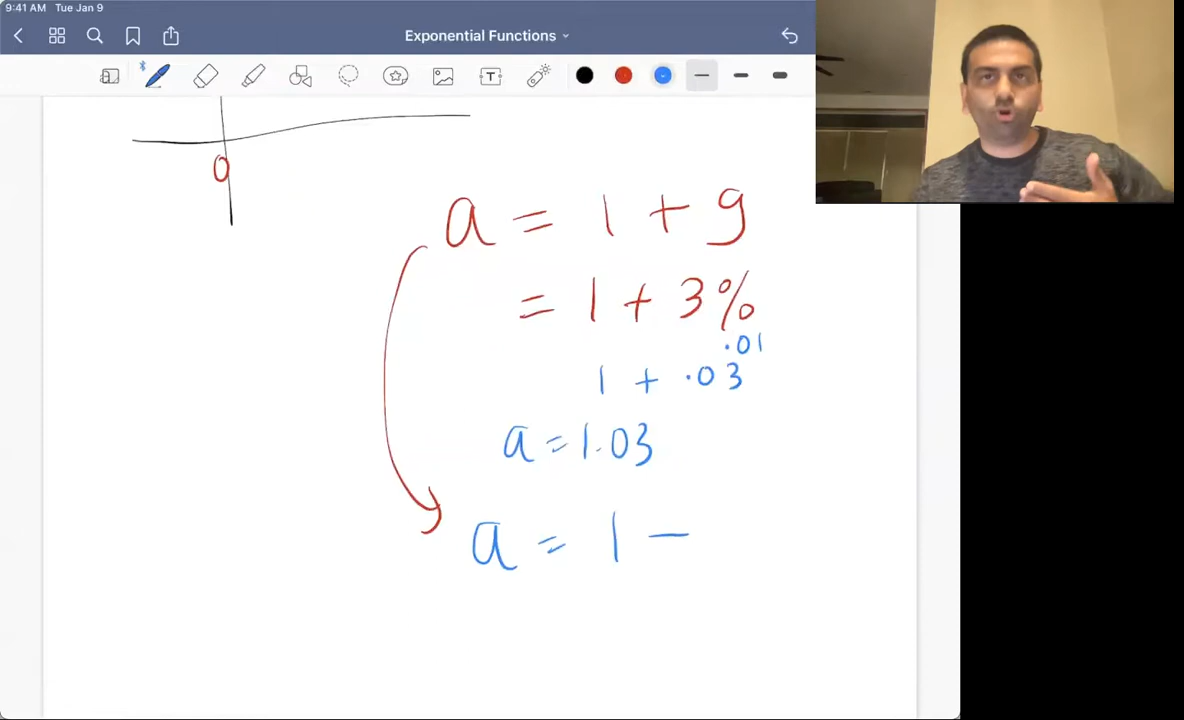 9:41 AM Tue Jan 9
Exponential Functions
0
a = 1 + g
= 1 + 3%
.01
1 + .03
a = 1.03
a = 1 -